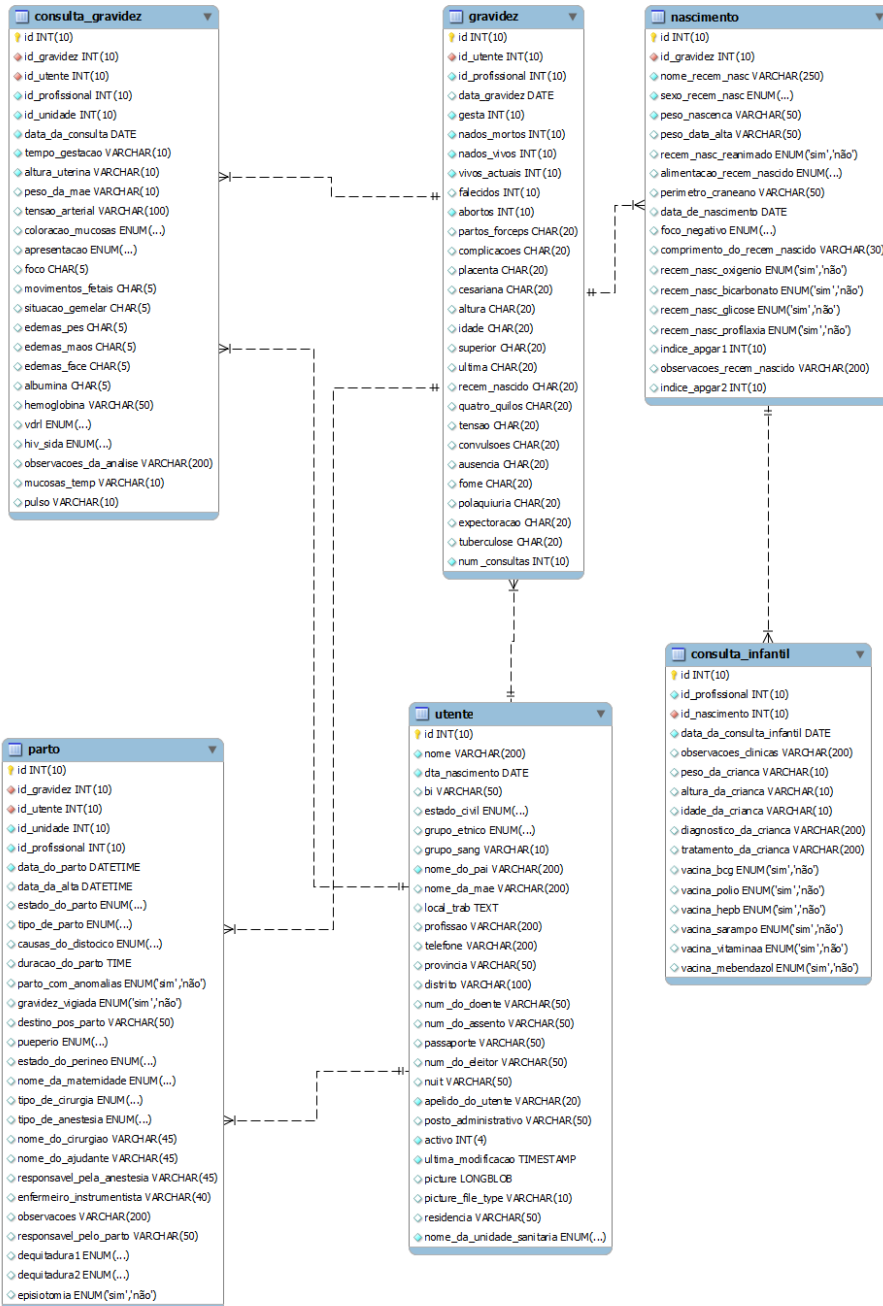 consulta_gravidez
id INT(10)
id_gravidez INT(10)
id_utente INT(10)
id_profissional INT(10)
id_unidade INT(10)
data_da_consulta DATE
tempo_gestacao VARCHAR(10)
altura_uterina VARCHAR(10)
peso_da_mae VARCHAR(10)
tensao_arterial VARCHAR(100)
coloracao_mucosas ENUM(...)
apresentacao ENUM(...)
foco CHAR(5)
movimentos_fetais CHAR(5)
situacao_gemelar CHAR(5)
edemas_pes CHAR(5)
edemas_maos CHAR(5)
edemas_face CHAR(5)
albumina CHAR(5)
hemoglobina VARCHAR(50)
vdrl ENUM(...)
hiv_sida ENUM(...)
observacoes_da_analise VARCHAR(200)
mucosas_temp VARCHAR(10)
pulso VARCHAR(10)
gravidez
id INT(10)
id_utente INT(10)
id_profissional INT(10)
data_gravidez DATE
gesta INT(10)
nados_mortos INT(10)
nados_vivos INT(10)
vivos_actuais INT(10)
falecidos INT(10)
abortos INT(10)
partos_forceps CHAR(20)
complicacoes CHAR(20)
placenta CHAR(20)
cesariana CHAR(20)
altura CHAR(20)
idade CHAR(20)
superior CHAR(20)
ultima CHAR(20)
recem_nascido CHAR(20)
quatro_quilos CHAR(20)
tensao CHAR(20)
convulsoes CHAR(20)
ausencia CHAR(20)
fome CHAR(20)
polaquiuria CHAR(20)
expectoracao CHAR(20)
tuberculose CHAR(20)
num_consultas INT(10)
nascimento
id INT(10)
id_gravidez INT(10)
nome_recem_nasc VARCHAR(250)
sexo_recem_nasc ENUM(...)
peso_nascenca VARCHAR(50)
peso_data_alta VARCHAR(50)
recem_nasc_reanimado ENUM('sim','não')
alimentacao_recem_nascido ENUM(...)
perimetro_craneano VARCHAR(50)
data_de_nascimento DATE
foco_negativo ENUM(...)
comprimento_do_recem_nascido VARCHAR(30)
recem_nasc_oxigenio ENUM('sim','não')
recem_nasc_bicarbonato ENUM('sim','não')
recem_nasc_glicose ENUM('sim','não')
recem_nasc_profilaxia ENUM('sim','não')
indice_apgar1 INT(10)
observacoes_recem_nascido VARCHAR(200)
indice_apgar2 INT(10)
consulta_infantil
id INT(10)
id_profissional INT(10)
id_nascimento INT(10)
data_da_consulta_infantil DATE
observacoes_clinicas VARCHAR(200)
peso_da_crianca VARCHAR(10)
altura_da_crianca VARCHAR(10)
idade_da_crianca VARCHAR(10)
diagnostico_da_crianca VARCHAR(200)
tratamento_da_crianca VARCHAR(200)
vacina_bcg ENUM('sim','não')
vacina_polio ENUM('sim','não')
vacina_hepb ENUM('sim','não')
vacina_sarampo ENUM('sim','não')
vacina_vitaminaa ENUM('sim','não')
vacina_mebendazol ENUM('sim','não')
utente
id INT(10)
nome VARCHAR(200)
dta_nascimento DATE
bi VARCHAR(50)
estado_civil ENUM(...)
grupo_etnico ENUM(...)
grupo_sang VARCHAR(10)
nome_do_pai VARCHAR(200)
nome_da_mae VARCHAR(200)
local_trab TEXT
profissao VARCHAR(200)
telefone VARCHAR(200)
provincia VARCHAR(50)
distrito VARCHAR(100)
num_do_doente VARCHAR(50)
num_do_assento VARCHAR(50)
passaporte VARCHAR(50)
num_do_eleitor VARCHAR(50)
nuit VARCHAR(50)
apelido_do_utente VARCHAR(20)
posto_administrativo VARCHAR(50)
activo INT(4)
ultima_modificacao TIMESTAMP
picture LONGBLOB
picture_file_type VARCHAR(10)
residencia VARCHAR(50)
nome_da_unidade_sanitaria ENUM(...)
parto
id INT(10)
id_gravidez INT(10)
id_utente INT(10)
id_unidade INT(10)
id_profissional INT(10)
data_do_parto DATETIME
data_da_alta DATETIME
estado_do_parto ENUM(...)
tipo_de_parto ENUM(...)
causas_do_distocico ENUM(...)
duracao_do_parto TIME
parto_com_anomalias ENUM('sim','não')
gravidez_vigiada ENUM('sim','não')
destino_pos_parto VARCHAR(50)
pueperio ENUM(...)
estado_do_perineo ENUM(...)
nome_da_maternidade ENUM(...)
tipo_de_cirurgia ENUM(...)
tipo_de_anestesia ENUM(...)
nome_do_cirurgiao VARCHAR(45)
nome_do_ajudante VARCHAR(45)
responsavel_pela_anestesia VARCHAR(45)
enfermeiro_instrumentista VARCHAR(40)
observacoes VARCHAR(200)
responsavel_pelo_parto VARCHAR(50)
dequitadura1 ENUM(...)
dequitadura2 ENUM(...)
episiotomia ENUM('sim','não')